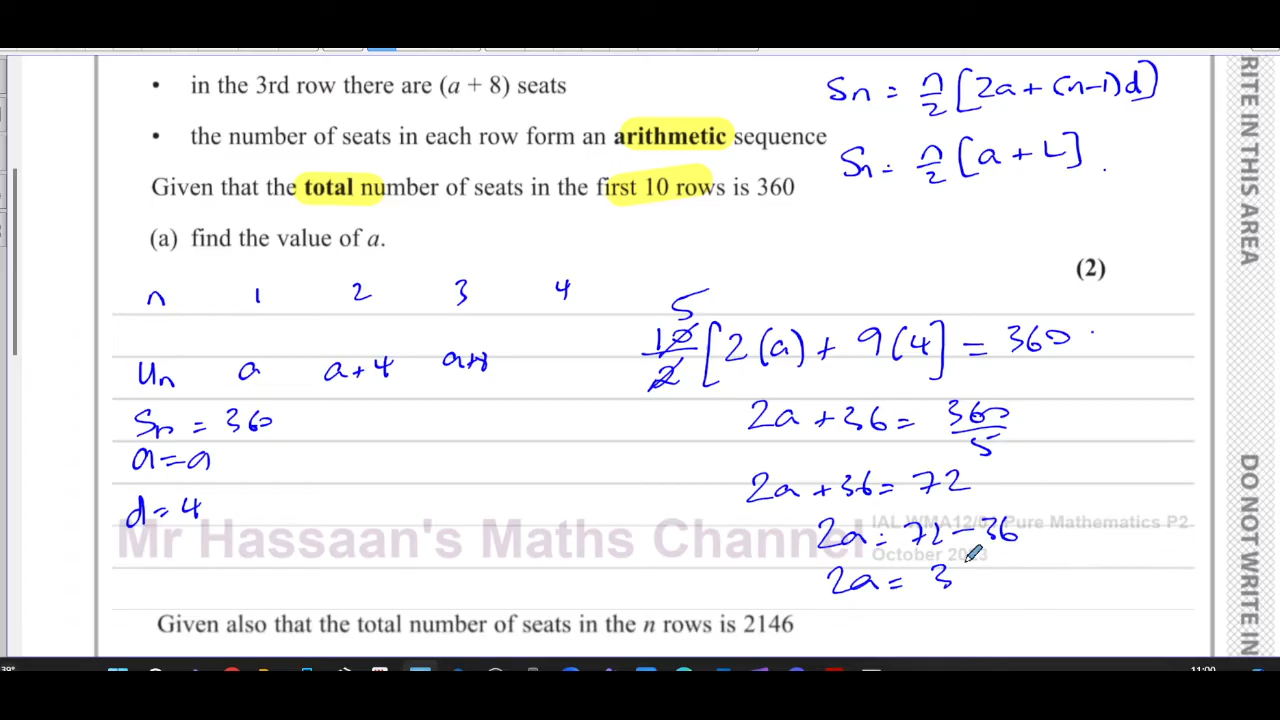 • in the 3rd row there are (a + 8) seats
• the number of seats in each row form an arithmetic sequence
Given that the total number of seats in the first 10 rows is 360
(a) find the value of a.
(2)
Sn = n/2 [2a + (n-1)d]
Sn = n/2 [a + L].
n 1 2 3 4
Un a a+4 a+8
Sn = 360
a = a
d = 4
5
10/2 [2(a) + 9(4)] = 360
2a + 36 = 360/5
2a + 36 = 72
2a = 72 - 36
2a = 3
Mr Hassaan's Maths Channel
IAL WMA12/0 Pure Mathematics P2
October
Given also that the total number of seats in the n rows is 2146
RITE IN THIS AREA
DO NOT WRITE IN
39°
11:00